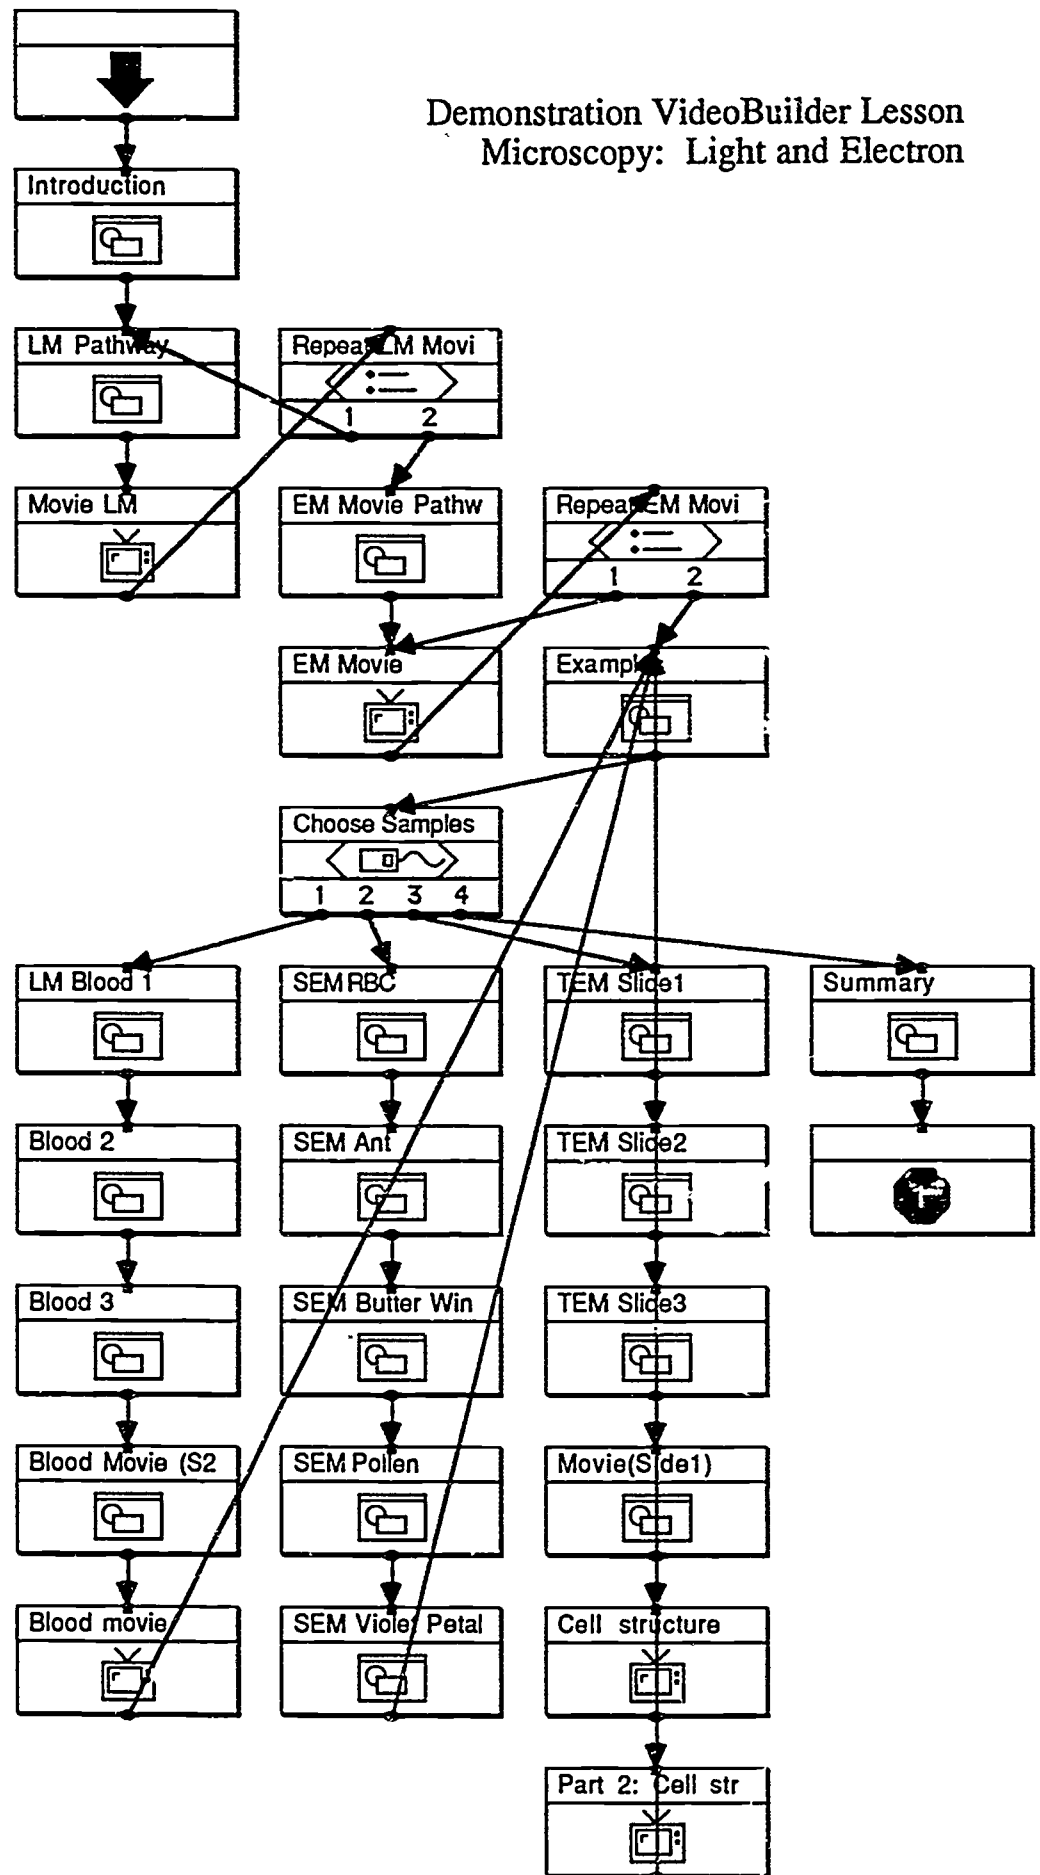 Demonstration VideoBuilder Lesson
Microscopy: Light and Electron
Introduction
LM Pathway
Repeat LM Movi
1 2
Movie LM
EM Movie Pathw
Repeat EM Movi
1 2
EM Movie
Choose Samples
1 2 3 4
LM Blood 1
SEM RBC
TEM Slide1
Summary
Blood 2
SEM Ant
TEM Slide2
Blood 3
SEM Butter Win
TEM Slide3
Blood Movie (S2
SEM Pollen
Movie(Side1)
Blood movie
SEM Violet Petal
Cell structure
Part 2: Cell str